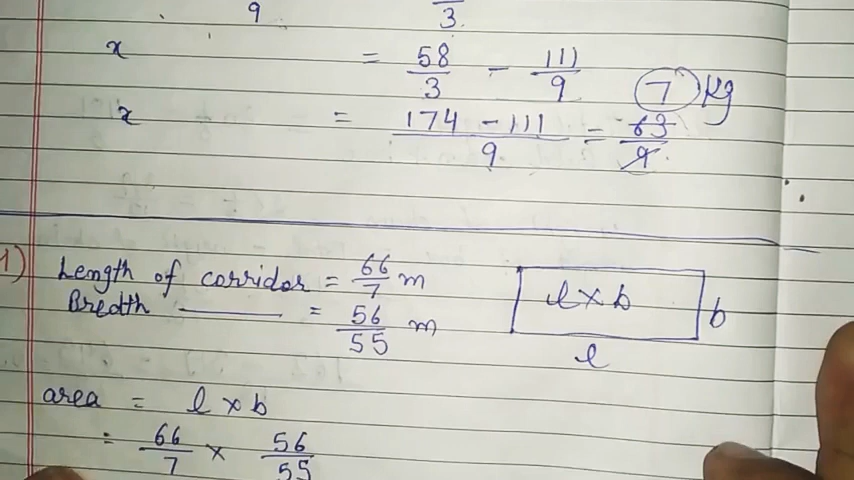 9
3.
x = 58/3 - 111/9
7 Kg
x = 174 - 111/9 = 63/9
1) Length of corridor = 66/7 m
Bredth = 56/55 m
l x b
b
l
area = l x b
= 66/7 x 56/55